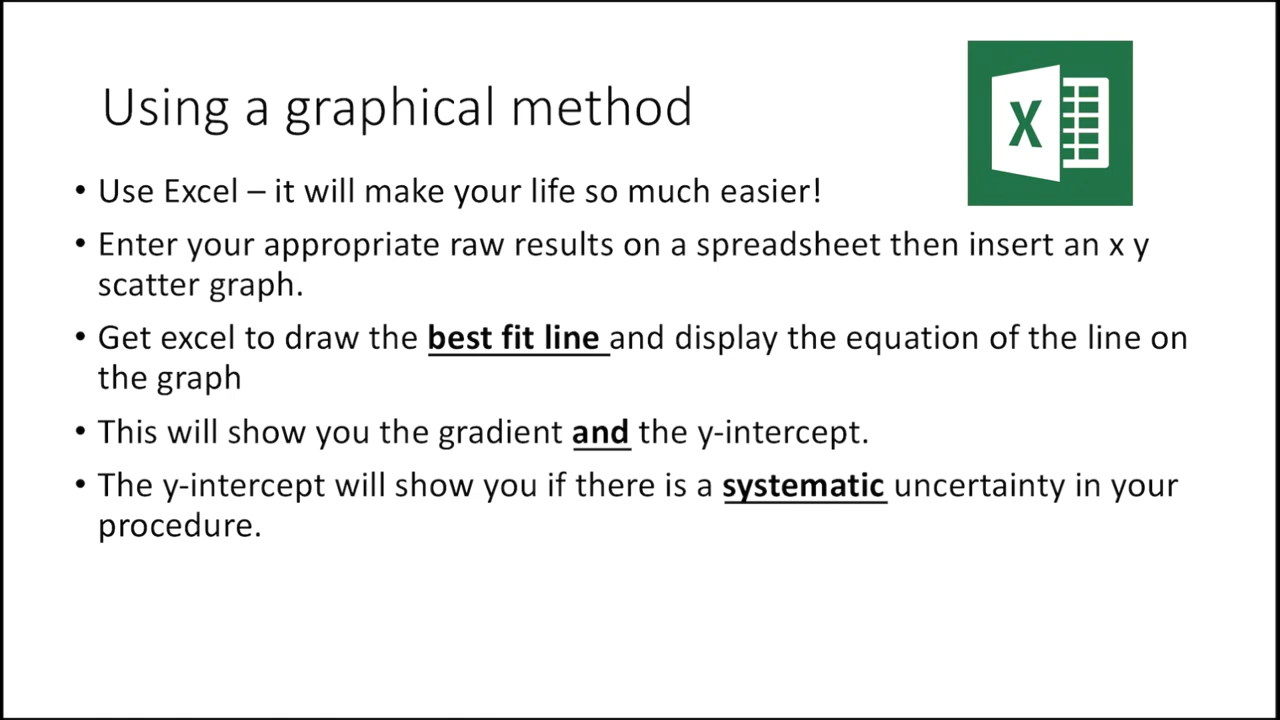 Using a graphical method
X
• Use Excel – it will make your life so much easier!
• Enter your appropriate raw results on a spreadsheet then insert an x y
scatter graph.
• Get excel to draw the best fit line and display the equation of the line on
the graph
• This will show you the gradient and the y-intercept.
• The y-intercept will show you if there is a systematic uncertainty in your
procedure.